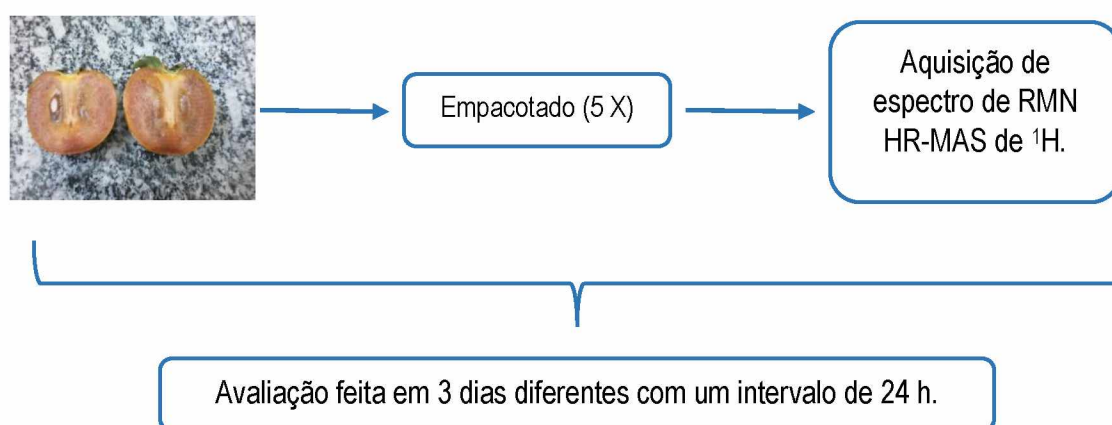 Empacotado (5 X)
Aquisição de
espectro de RMN
HR-MAS de ¹H.
Avaliação feita em 3 dias diferentes com um intervalo de 24 h.